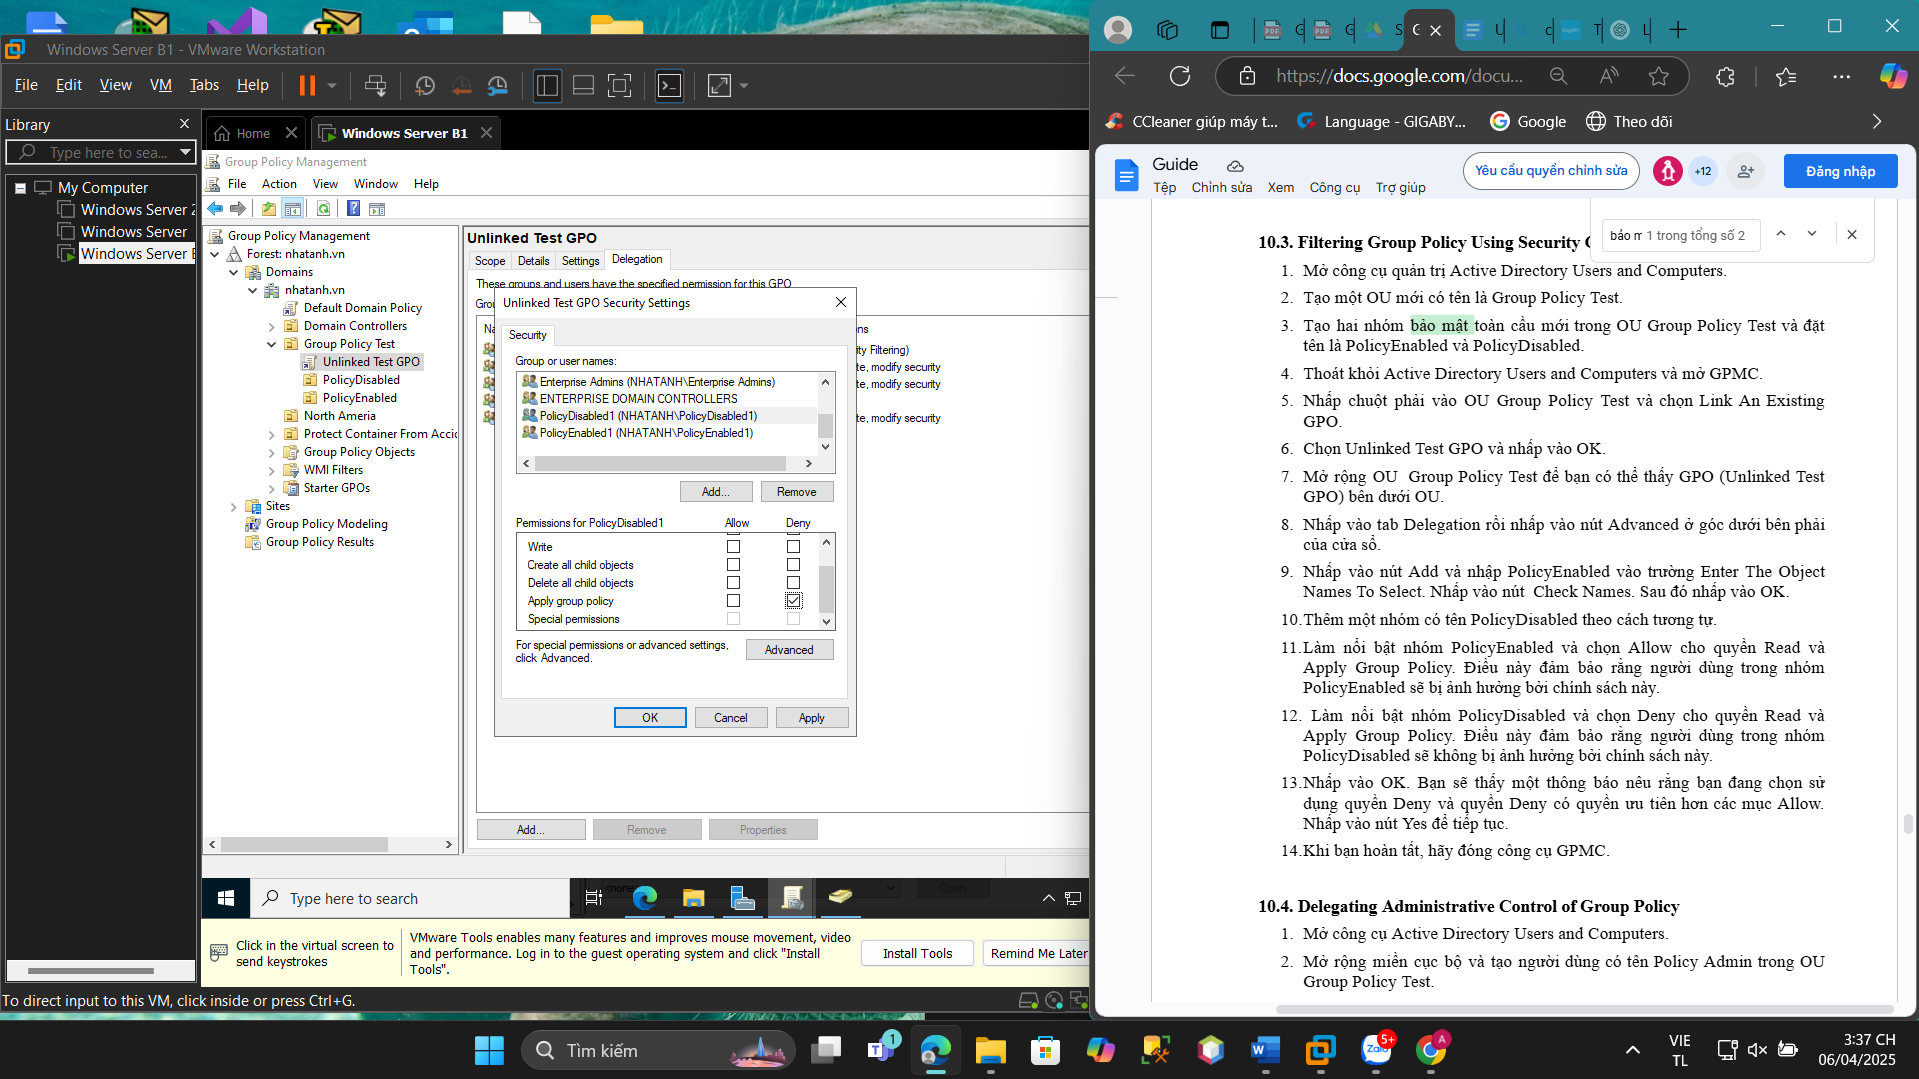 Windows Server B1 - VMware Workstation
File Edit View VM Tabs Help
Library
Type here to sea...
My Computer
Windows Server 2
Windows Server
Windows Server B
Home
Windows Server B1
Group Policy Management
File Action View Window Help
Group Policy Management
Forest: nhatanh.vn
Domains
nhatanh.vn
Default Domain Policy
Domain Controllers
Group Policy Test
Unlinked Test GPO
PolicyDisabled
PolicyEnabled
North Ameria
Protect Container From Accid
Group Policy Objects
WMI Filters
Starter GPOs
Sites
Group Policy Modeling
Group Policy Results
Unlinked Test GPO
Scope Details Settings Delegation
These groups and users have the specified permission for this GPO
Grou
Na
ns
ity Filtering)
te, modify security
te, modify security
te, modify security
Unlinked Test GPO Security Settings
Security
Group or user names:
Enterprise Admins (NHATANH\Enterprise Admins)
ENTERPRISE DOMAIN CONTROLLERS
PolicyDisabled1 (NHATANH\PolicyDisabled1)
PolicyEnabled1 (NHATANH\PolicyEnabled1)
Add... Remove
Permissions for PolicyDisabled1 Allow Deny
Write
Create all child objects
Delete all child objects
Apply group policy
Special permissions
For special permissions or advanced settings,
click Advanced.
Advanced
OK Cancel Apply
Add... Remove Properties
Type here to search
<none>
Open
Click in the virtual screen to
send keystrokes
VMware Tools enables many features and improves mouse movement, video
and performance. Log in to the guest operating system and click "Install
Tools".
Install Tools
Remind Me Later
To direct input to this VM, click inside or press Ctrl+G.
G G S G U c T L
https://docs.google.com/docu...
CCleaner giúp máy t...
Language - GIGABY...
Google
Theo dõi
Guide
Tệp Chỉnh sửa Xem Công cụ Trợ giúp
Yêu cầu quyền chỉnh sửa
+12
Đăng nhập
bảo m 1 trong tổng số 2
10.3. Filtering Group Policy Using Security G
1. Mở công cụ quản trị Active Directory Users and Computers.
2. Tạo một OU mới có tên là Group Policy Test.
3. Tạo hai nhóm bảo mật toàn cầu mới trong OU Group Policy Test và đặt
tên là PolicyEnabled và PolicyDisabled.
4. Thoát khỏi Active Directory Users and Computers và mở GPMC.
5. Nhấp chuột phải vào OU Group Policy Test và chọn Link An Existing
GPO.
6. Chọn Unlinked Test GPO và nhấp vào OK.
7. Mở rộng OU Group Policy Test để bạn có thể thấy GPO (Unlinked Test
GPO) bên dưới OU.
8. Nhấp vào tab Delegation rồi nhấp vào nút Advanced ở góc dưới bên phải
của cửa sổ.
9. Nhấp vào nút Add và nhập PolicyEnabled vào trường Enter The Object
Names To Select. Nhấp vào nút Check Names. Sau đó nhấp vào OK.
10.Thêm một nhóm có tên PolicyDisabled theo cách tương tự.
11.Làm nổi bật nhóm PolicyEnabled và chọn Allow cho quyền Read và
Apply Group Policy. Điều này đảm bảo rằng người dùng trong nhóm
PolicyEnabled sẽ bị ảnh hưởng bởi chính sách này.
12. Làm nổi bật nhóm PolicyDisabled và chọn Deny cho quyền Read và
Apply Group Policy. Điều này đảm bảo rằng người dùng trong nhóm
PolicyDisabled sẽ không bị ảnh hưởng bởi chính sách này.
13.Nhấp vào OK. Bạn sẽ thấy một thông báo nêu rằng bạn đang chọn sử
dụng quyền Deny và quyền Deny có quyền ưu tiên hơn các mục Allow.
Nhấp vào nút Yes để tiếp tục.
14.Khi bạn hoàn tất, hãy đóng công cụ GPMC.
10.4. Delegating Administrative Control of Group Policy
1. Mở công cụ Active Directory Users and Computers.
2. Mở rộng miền cục bộ và tạo người dùng có tên Policy Admin trong OU
Group Policy Test.
Tìm kiếm
1
5+
Zalo
A
VIE
TL
3:37 CH
06/04/2025